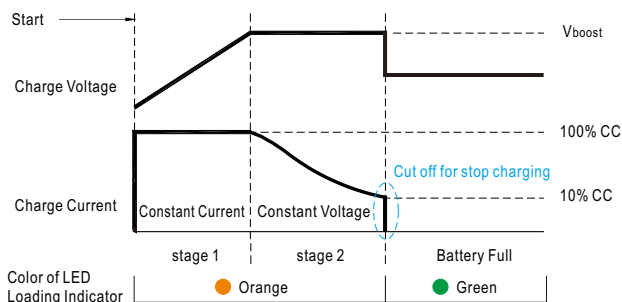 Start
Vboost
Charge Voltage
100% CC
Cut off for stop charging
10% CC
Charge Current
Constant Current
Constant Voltage
stage 1
stage 2
Battery Full
Color of LED
Loading Indicator
Orange
Green